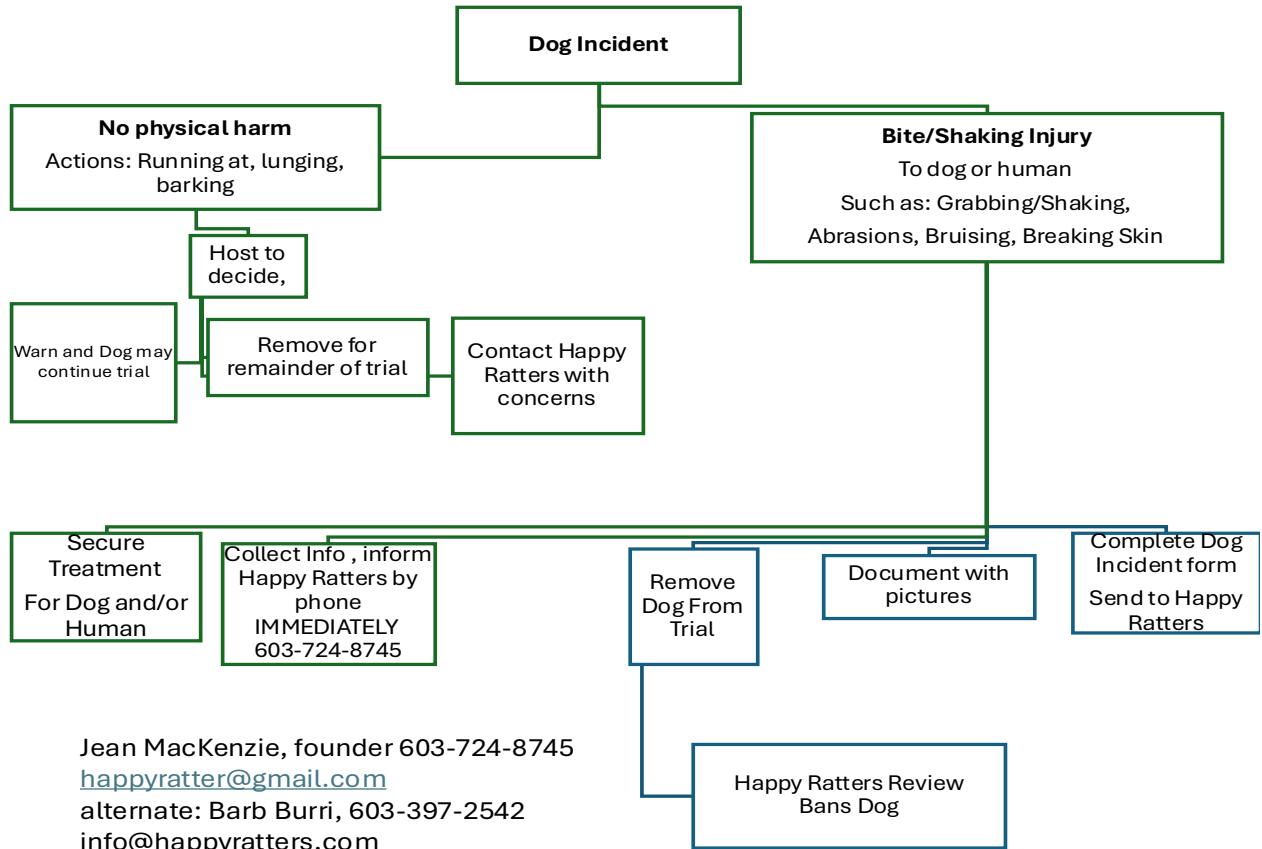 Dog Incident
No physical harm
Actions: Running at, lunging,
barking
Bite/Shaking Injury
To dog or human
Such as: Grabbing/Shaking,
Abrasions, Bruising, Breaking Skin
Host to
decide,
Warn and Dog may
continue trial
Remove for
remainder of trial
Contact Happy
Ratters with
concerns
Secure
Treatment
For Dog and/or
Human
Collect Info , inform
Happy Ratters by
phone
IMMEDIATELY
603-724-8745
Remove
Dog From
Trial
Document with
pictures
Complete Dog
Incident form
Send to Happy
Ratters
Happy Ratters Review
Bans Dog
Jean MacKenzie, founder 603-724-8745
happyratter@gmail.com
alternate: Barb Burri, 603-397-2542
info@happyratters.com